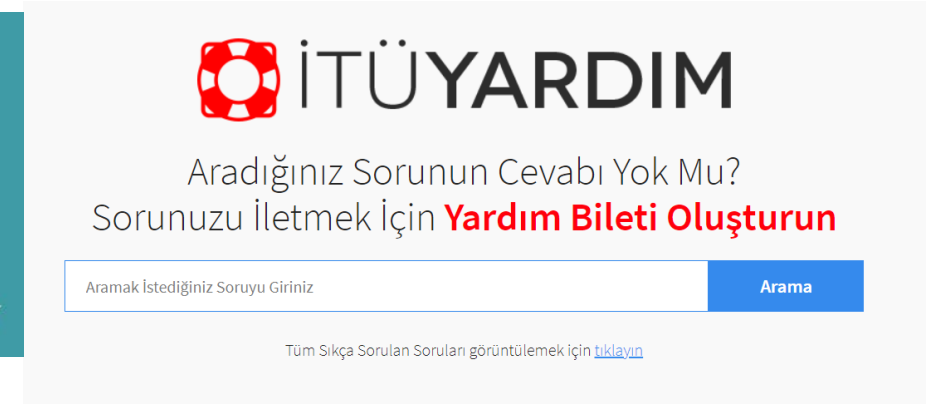 İTÜYARDIM
Aradığınız Sorunun Cevabı Yok Mu?
Sorunuzu İletmek İçin Yardım Bileti Oluşturun
Aramak İstediğiniz Soruyu Giriniz
Arama
Tüm Sıkça Sorulan Soruları görüntülemek için tıklayın